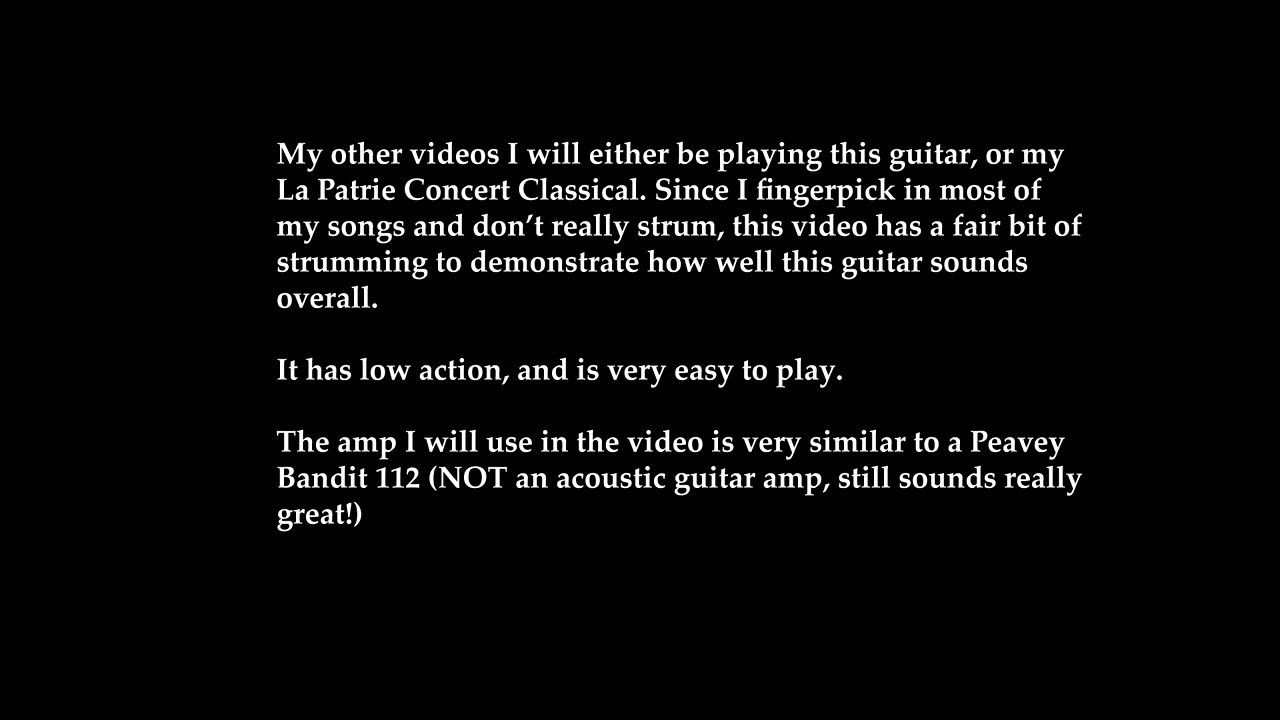 My other videos I will either be playing this guitar, or my
La Patrie Concert Classical. Since I fingerpick in most of
my songs and don’t really strum, this video has a fair bit of
strumming to demonstrate how well this guitar sounds
overall.
It has low action, and is very easy to play.
The amp I will use in the video is very similar to a Peavey
Bandit 112 (NOT an acoustic guitar amp, still sounds really
great!)